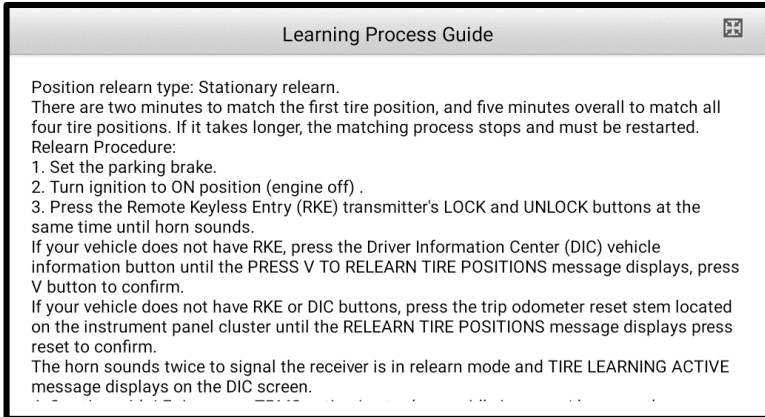 Learning Process Guide
Position relearn type: Stationary relearn.
There are two minutes to match the first tire position, and five minutes overall to match all
four tire positions. If it takes longer, the matching process stops and must be restarted.
Relearn Procedure:
1. Set the parking brake.
2. Turn ignition to ON position (engine off) .
3. Press the Remote Keyless Entry (RKE) transmitter's LOCK and UNLOCK buttons at the
same time until horn sounds.
If your vehicle does not have RKE, press the Driver Information Center (DIC) vehicle
information button until the PRESS V TO RELEARN TIRE POSITIONS message displays, press
V button to confirm.
If your vehicle does not have RKE or DIC buttons, press the trip odometer reset stem located
on the instrument panel cluster until the RELEARN TIRE POSITIONS message displays press
reset to confirm.
The horn sounds twice to signal the receiver is in relearn mode and TIRE LEARNING ACTIVE
message displays on the DIC screen.